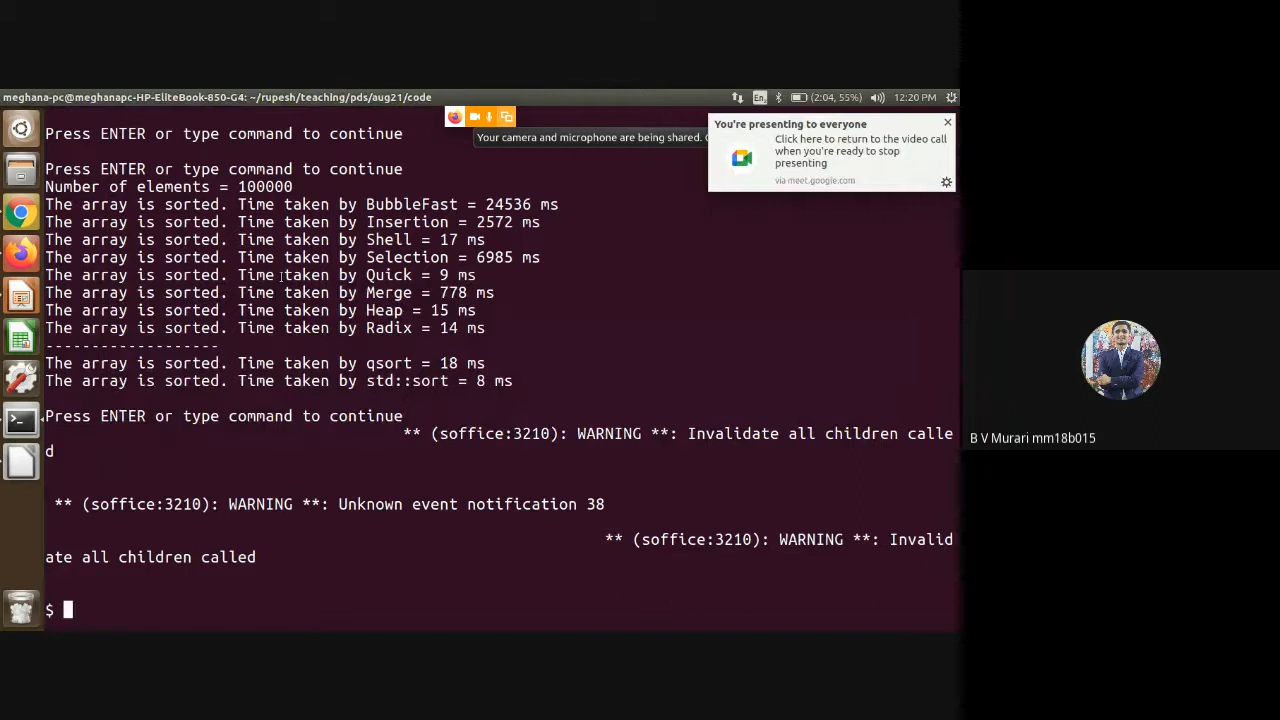 meghana-pc@meghanapc-HP-EliteBook-850-G4: ~/rupesh/teaching/pds/aug21/code
En
(2:04, 55%)
12:20 PM
Press ENTER or type command to continue
Your camera and microphone are being shared.
You're presenting to everyone
Click here to return to the video call
when you're ready to stop
presenting
via meet.google.com
Press ENTER or type command to continue
Number of elements = 100000
The array is sorted. Time taken by BubbleFast = 24536 ms
The array is sorted. Time taken by Insertion = 2572 ms
The array is sorted. Time taken by Shell = 17 ms
The array is sorted. Time taken by Selection = 6985 ms
The array is sorted. Time taken by Quick = 9 ms
The array is sorted. Time taken by Merge = 778 ms
The array is sorted. Time taken by Heap = 15 ms
The array is sorted. Time taken by Radix = 14 ms
-------------------
The array is sorted. Time taken by qsort = 18 ms
The array is sorted. Time taken by std::sort = 8 ms
Press ENTER or type command to continue
** (soffice:3210): WARNING **: Invalidate all children calle
d
** (soffice:3210): WARNING **: Unknown event notification 38
** (soffice:3210): WARNING **: Invalid
ate all children called
$
B V Murari mm18b015